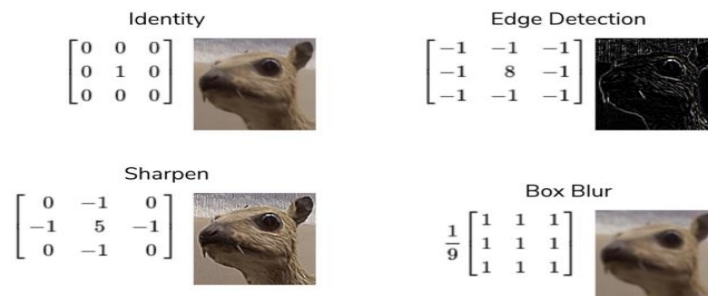 Identity
0 0 0
0 1 0
0 0 0
Edge Detection
−1 −1 −1
−1 8 −1
−1 −1 −1
Sharpen
0 −1 0
−1 5 −1
0 −1 0
Box Blur
1/9
1 1 1
1 1 1
1 1 1